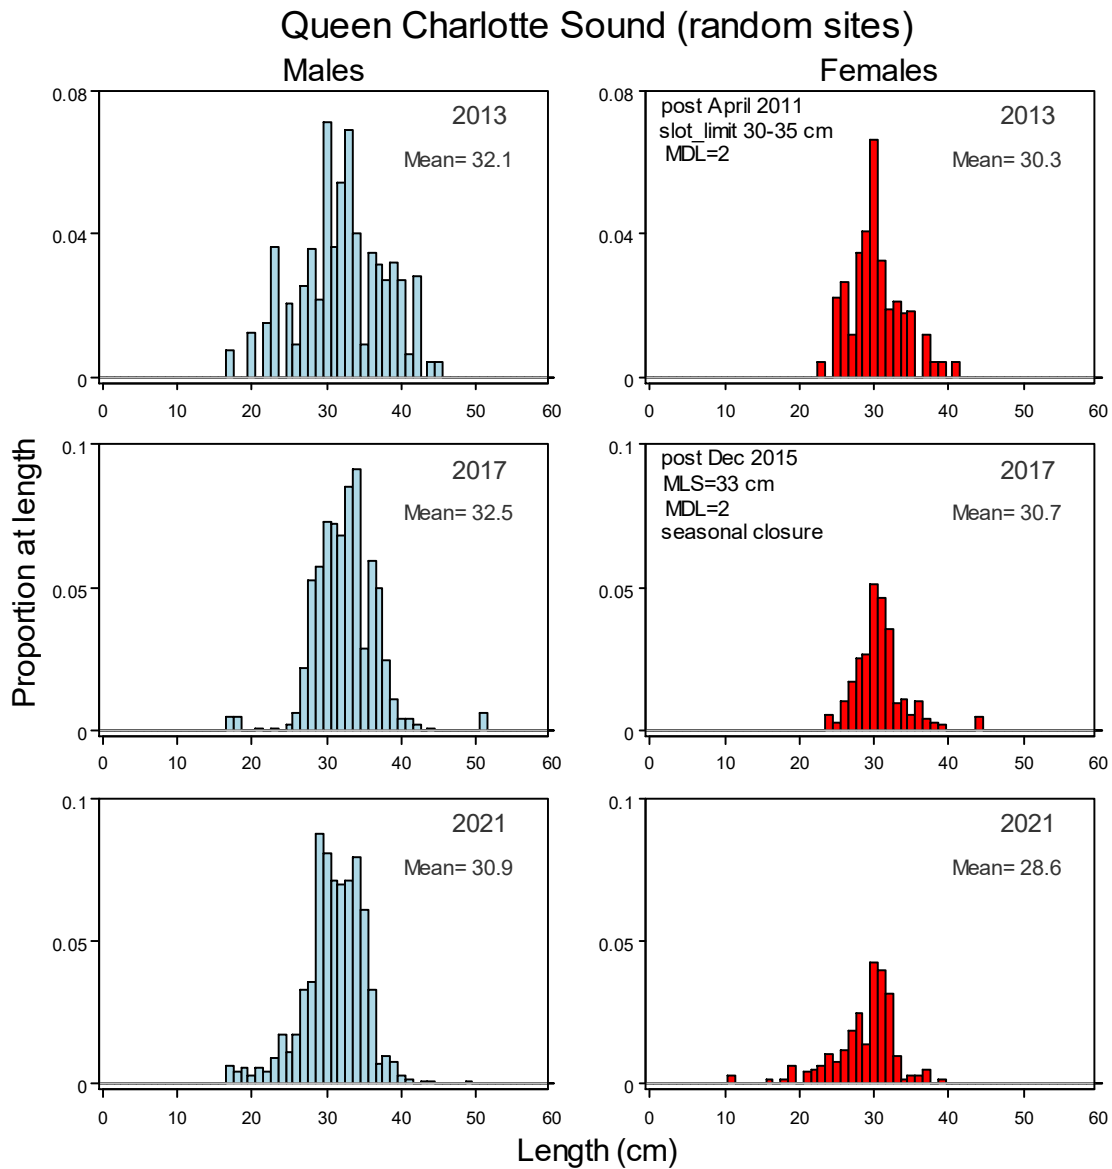 Queen Charlotte Sound (random sites)
Males
Females
0.08
0.04
0
2013
Mean= 32.1
0 10 20 30 40 50 60
0.08
0.04
0
post April 2011
slot_limit 30-35 cm
MDL=2
2013
Mean= 30.3
0 10 20 30 40 50 60
Proportion at length
0.1
0.05
0
2017
Mean= 32.5
0 10 20 30 40 50 60
0.1
0.05
0
post Dec 2015
MLS=33 cm
MDL=2
seasonal closure
2017
Mean= 30.7
0 10 20 30 40 50 60
0.1
0.05
0
2021
Mean= 30.9
0 10 20 30 40 50 60
0.1
0.05
0
2021
Mean= 28.6
0 10 20 30 40 50 60
Length (cm)